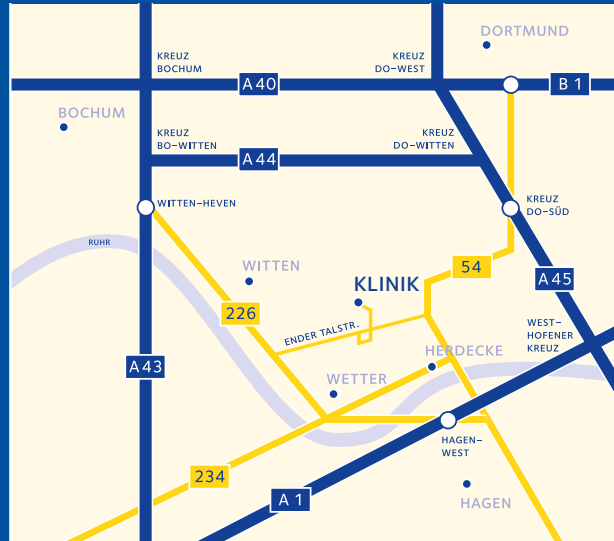 DORTMUND
KREUZ
BOCHUM
KREUZ
DO-WEST
A 40
B 1
BOCHUM
KREUZ
BO-WITTEN
KREUZ
DO-WITTEN
A 44
WITTEN-HEVEN
KREUZ
DO-SÜD
RUHR
WITTEN
54
KLINIK
A 45
226
ENDER TALSTR.
WEST-
HOFENER
KREUZ
HERDECKE
A 43
WETTER
HAGEN-
WEST
234
A 1
HAGEN